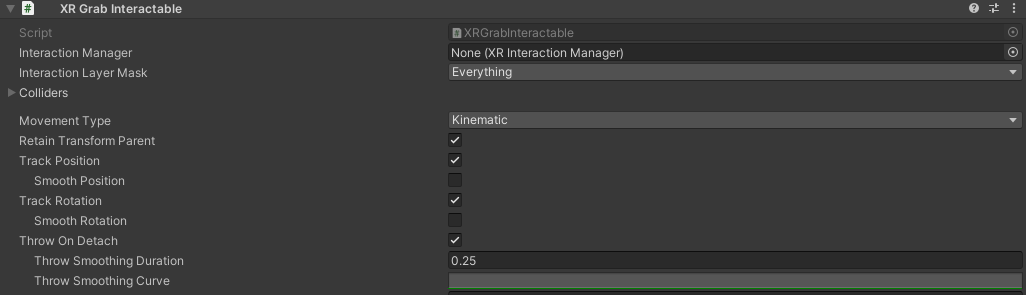 XR Grab Interactable
Script XRGrabInteractable
Interaction Manager None (XR Interaction Manager)
Interaction Layer Mask Everything
Colliders
Movement Type Kinematic
Retain Transform Parent
Track Position
Smooth Position
Track Rotation
Smooth Rotation
Throw On Detach
Throw Smoothing Duration 0.25
Throw Smoothing Curve